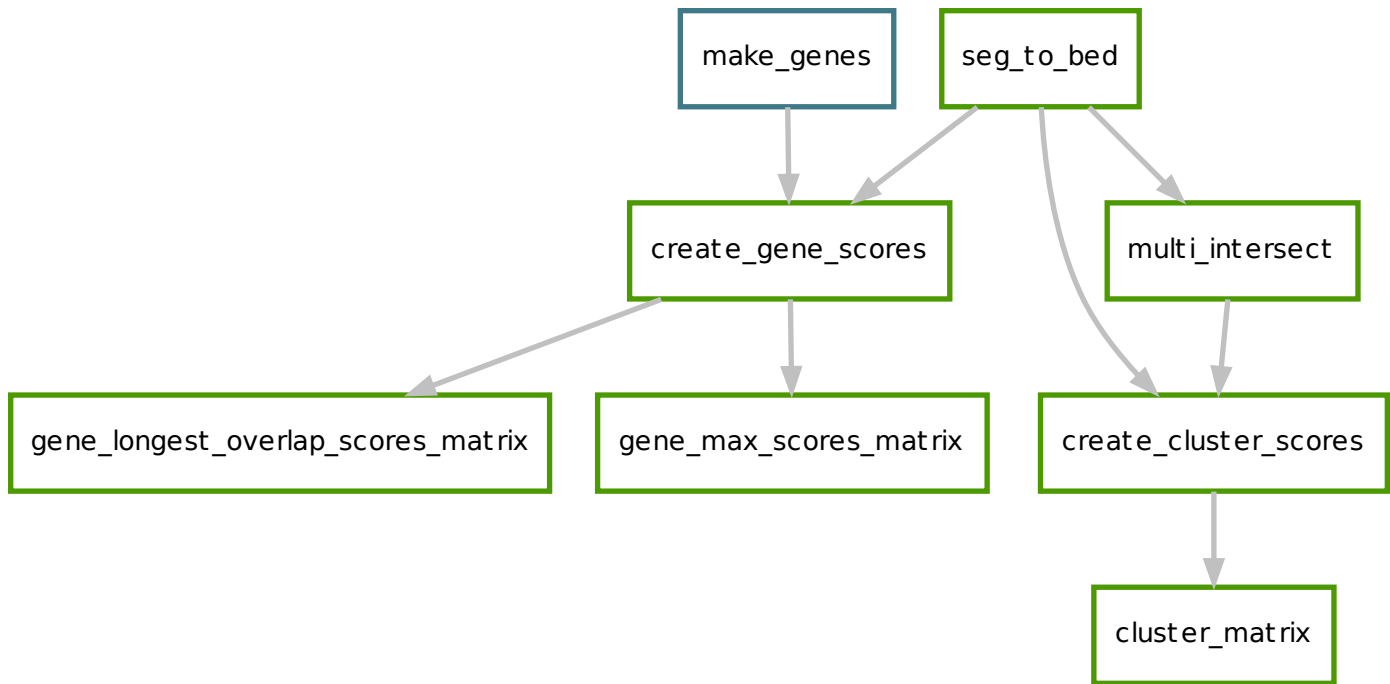 make_genes
seg_to_bed
create_gene_scores
multi_intersect
gene_longest_overlap_scores_matrix
gene_max_scores_matrix
create_cluster_scores
cluster_matrix